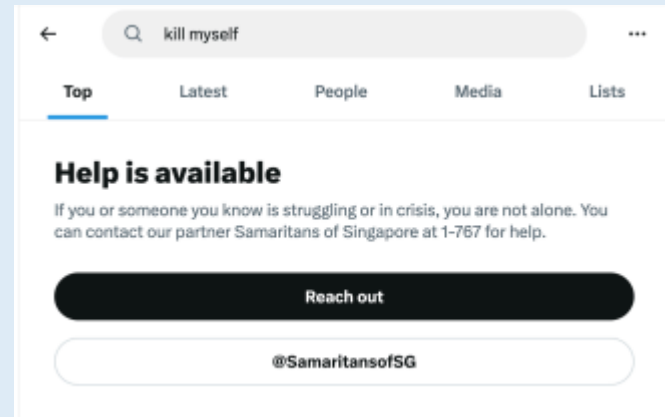 kill myself
Top Latest People Media Lists
Help is available
If you or someone you know is struggling or in crisis, you are not alone. You
can contact our partner Samaritans of Singapore at 1-767 for help.
Reach out
@SamaritansofSG